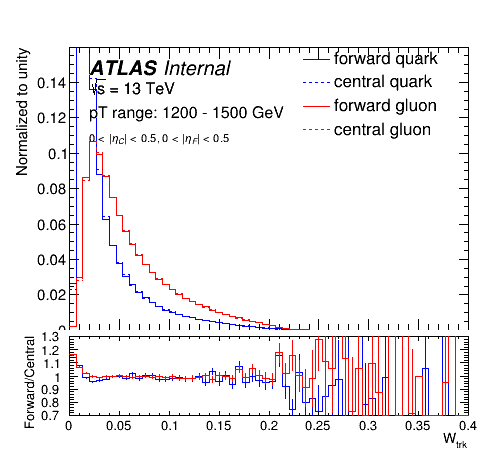 ATLAS Internal
√s = 13 TeV
pT range: 1200 - 1500 GeV
0 < |η_C| < 0.5, 0 < |η_F| < 0.5
forward quark
central quark
forward gluon
central gluon
Normalized to unity
0.14
0.12
0.1
0.08
0.06
0.04
0.02
0
Forward/Central
1.3
1.2
1.1
1.0
0.9
0.8
0.7
0 0.05 0.1 0.15 0.2 0.25 0.3 0.35 0.4
W_trk